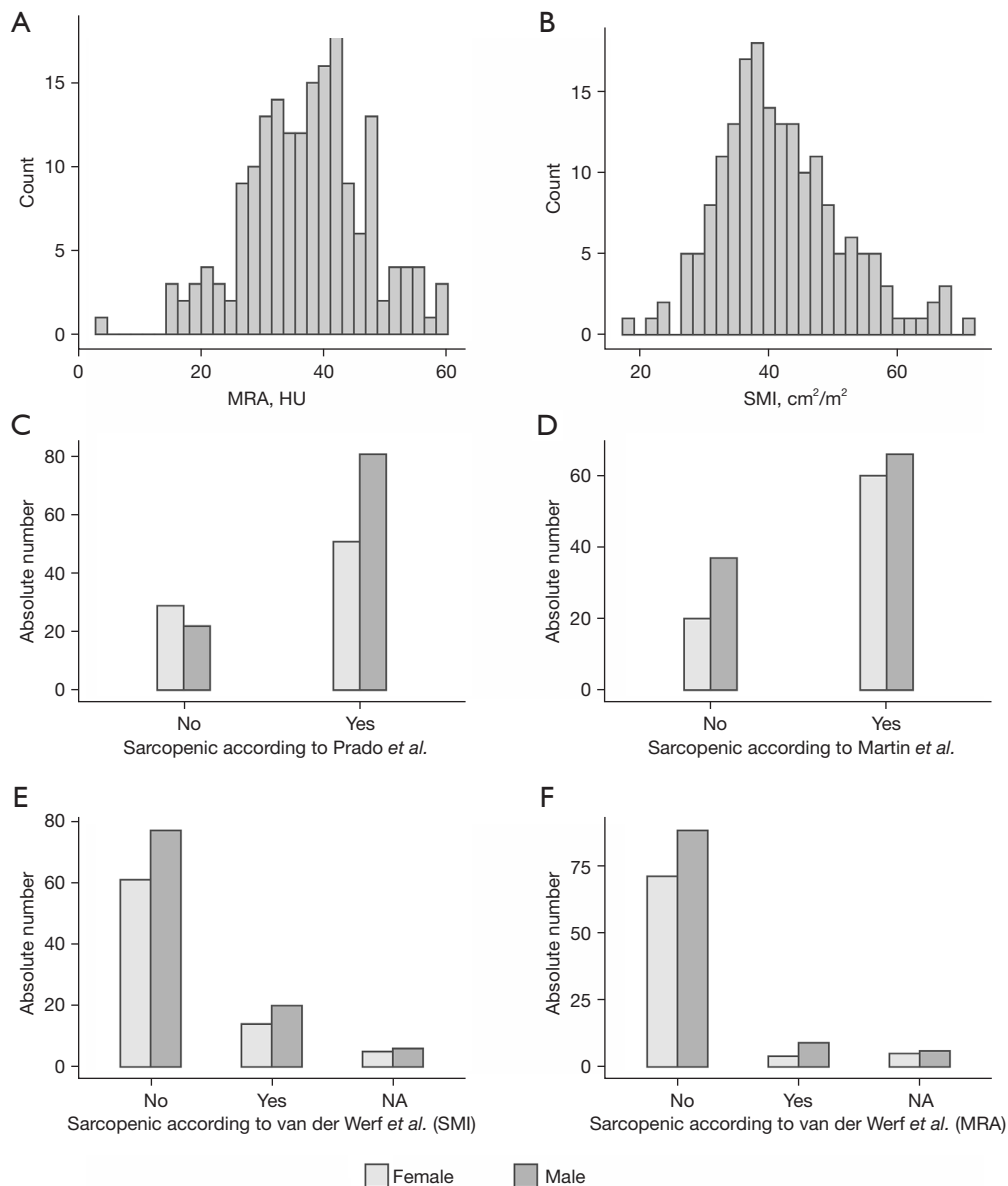 A
Count
15
10
5
0
0
20
40
60
MRA, HU
B
Count
15
10
5
0
20
40
60
SMI, cm²/m²
C
Absolute number
80
60
40
20
0
No
Yes
Sarcopenic according to Prado et al.
D
Absolute number
60
40
20
0
No
Yes
Sarcopenic according to Martin et al.
E
Absolute number
80
60
40
20
0
No
Yes
NA
Sarcopenic according to van der Werf et al. (SMI)
F
Absolute number
75
50
25
0
No
Yes
NA
Sarcopenic according to van der Werf et al. (MRA)
Female
Male